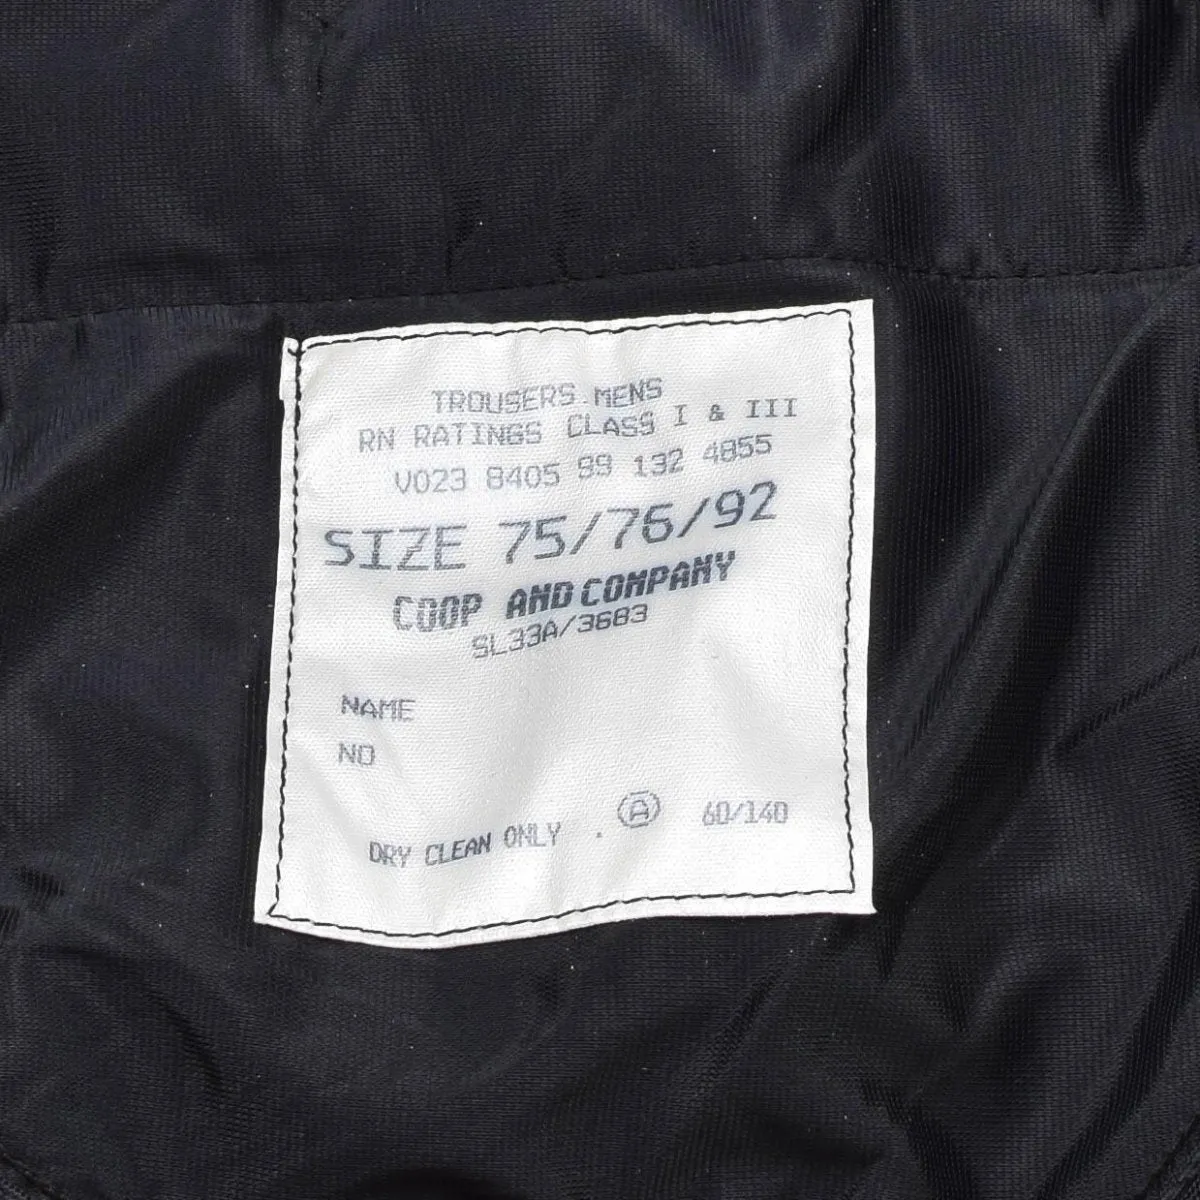 TROUSERS.MENS
RN RATINGS CLASS I & III
V023 8405 99 132 4855
SIZE 75/76/92
COOP AND COMPANY
SL33A/3683
NAME
NO
DRY CLEAN ONLY . Ⓐ 60/140